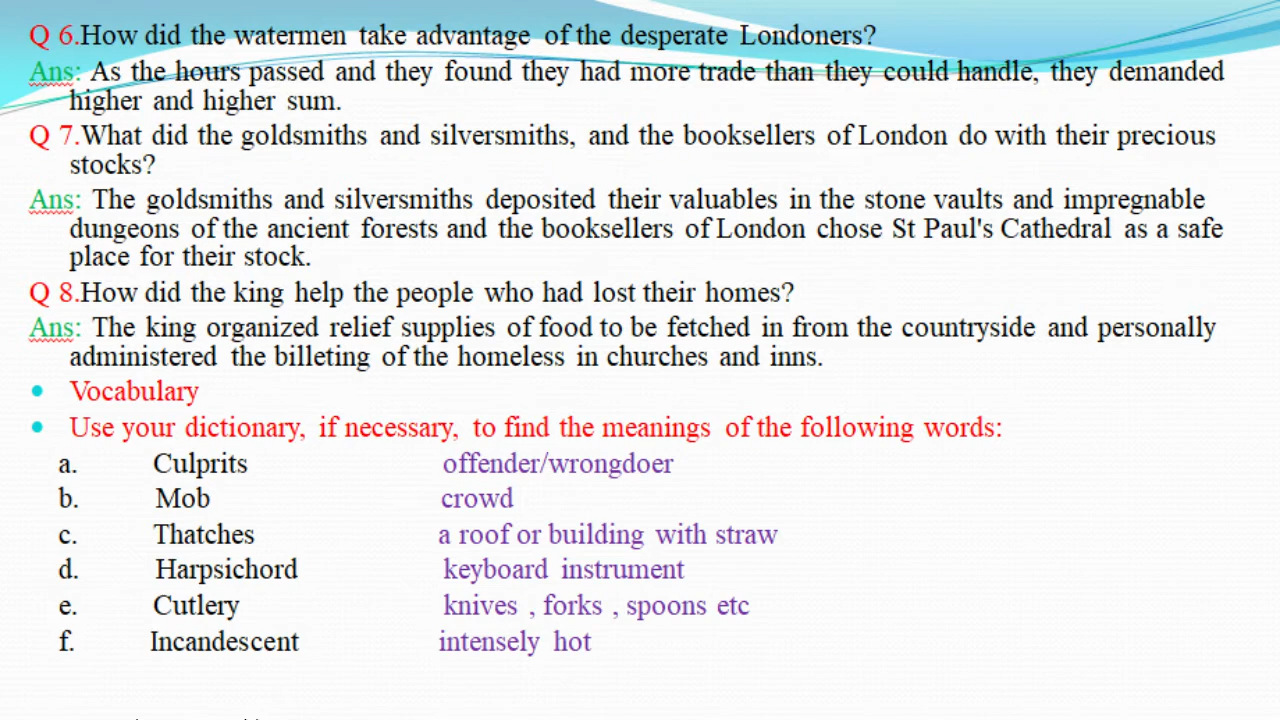 Q 6.How did the watermen take advantage of the desperate Londoners?
Ans: As the hours passed and they found they had more trade than they could handle, they demanded
higher and higher sum.
Q 7.What did the goldsmiths and silversmiths, and the booksellers of London do with their precious
stocks?
Ans: The goldsmiths and silversmiths deposited their valuables in the stone vaults and impregnable
dungeons of the ancient forests and the booksellers of London chose St Paul's Cathedral as a safe
place for their stock.
Q 8.How did the king help the people who had lost their homes?
Ans: The king organized relief supplies of food to be fetched in from the countryside and personally
administered the billeting of the homeless in churches and inns.
• Vocabulary
• Use your dictionary, if necessary, to find the meanings of the following words:
a. Culprits offender/wrongdoer
b. Mob crowd
c. Thatches a roof or building with straw
d. Harpsichord keyboard instrument
e. Cutlery knives , forks , spoons etc
f. Incandescent intensely hot